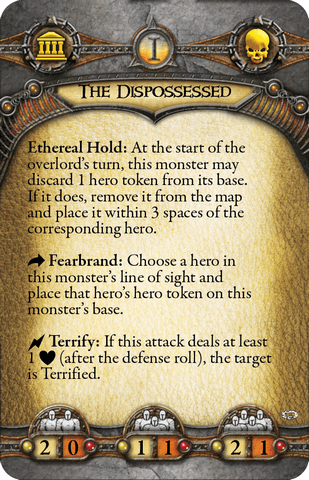 I
The Dispossessed
Ethereal Hold: At the start of the
overlord's turn, this monster may
discard 1 hero token from its base.
If it does, remove it from the map
and place it within 3 spaces of the
corresponding hero.
Fearbrand: Choose a hero in
this monster's line of sight and
place that hero's hero token on this
monster's base.
Terrify: If this attack deals at least
1 ♥ (after the defense roll), the target
is Terrified.
2 0 1 1 2 1